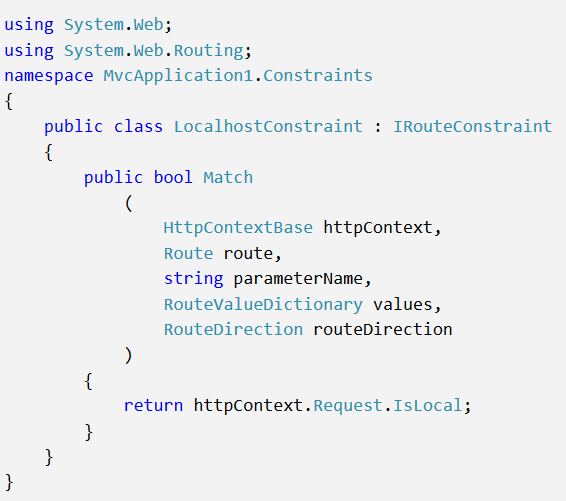 using System.Web;
using System.Web.Routing;
namespace MvcApplication1.Constraints
{
    public class LocalhostConstraint : IRouteConstraint
    {
        public bool Match
            (
                HttpContextBase httpContext,
                Route route,
                string parameterName,
                RouteValueDictionary values,
                RouteDirection routeDirection
            )
        {
            return httpContext.Request.IsLocal;
        }
    }
}